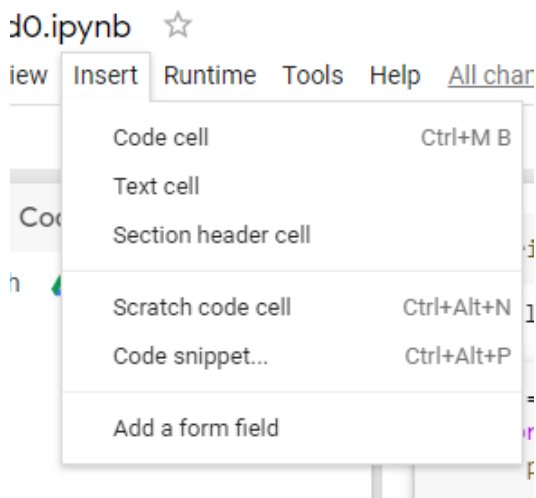 d0.ipynb
iew Insert Runtime Tools Help All chan
Code cell Ctrl+M B
Text cell
Section header cell
Scratch code cell Ctrl+Alt+N
Code snippet... Ctrl+Alt+P
Add a form field